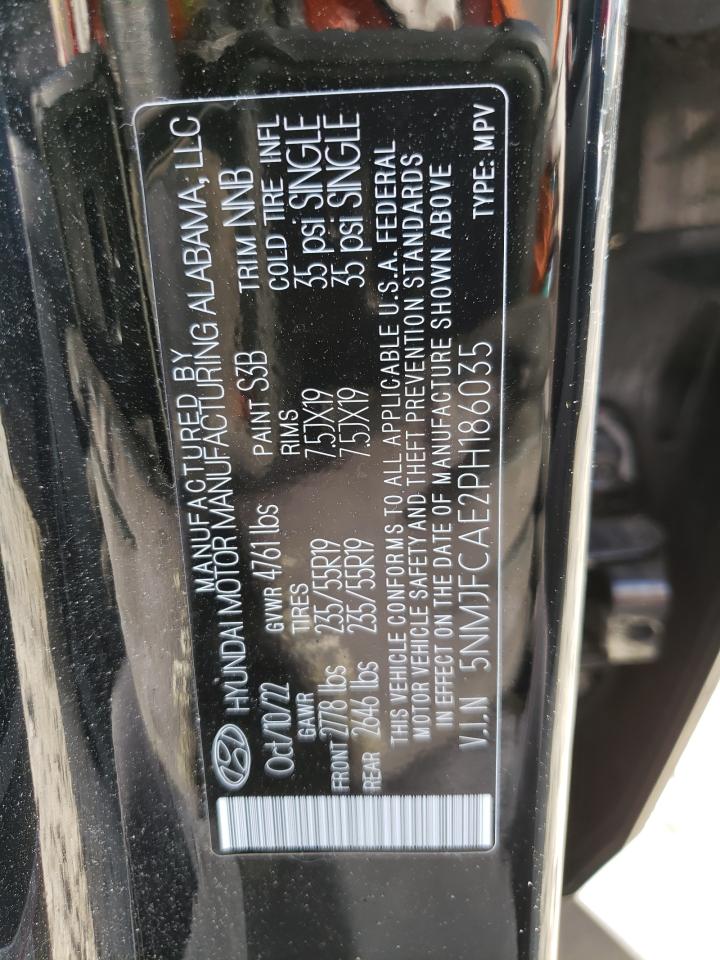 MANUFACTURED BY
HYUNDAI MOTOR MANUFACTURING ALABAMA, LLC
Oct/10/22 GVWR 4761 lbs PAINT S3B TRIM NNB
GAWR TIRES RIMS COLD TIRE INFL
FRONT 2778 lbs 235/55R19 7.5JX19 35 psi SINGLE
REAR 2646 lbs 235/55R19 7.5JX19 35 psi SINGLE
THIS VEHICLE CONFORMS TO ALL APPLICABLE U.S.A. FEDERAL
MOTOR VEHICLE SAFETY AND THEFT PREVENTION STANDARDS
IN EFFECT ON THE DATE OF MANUFACTURE SHOWN ABOVE
V.I.N 5NMJFCAE2PH186035 TYPE: MPV